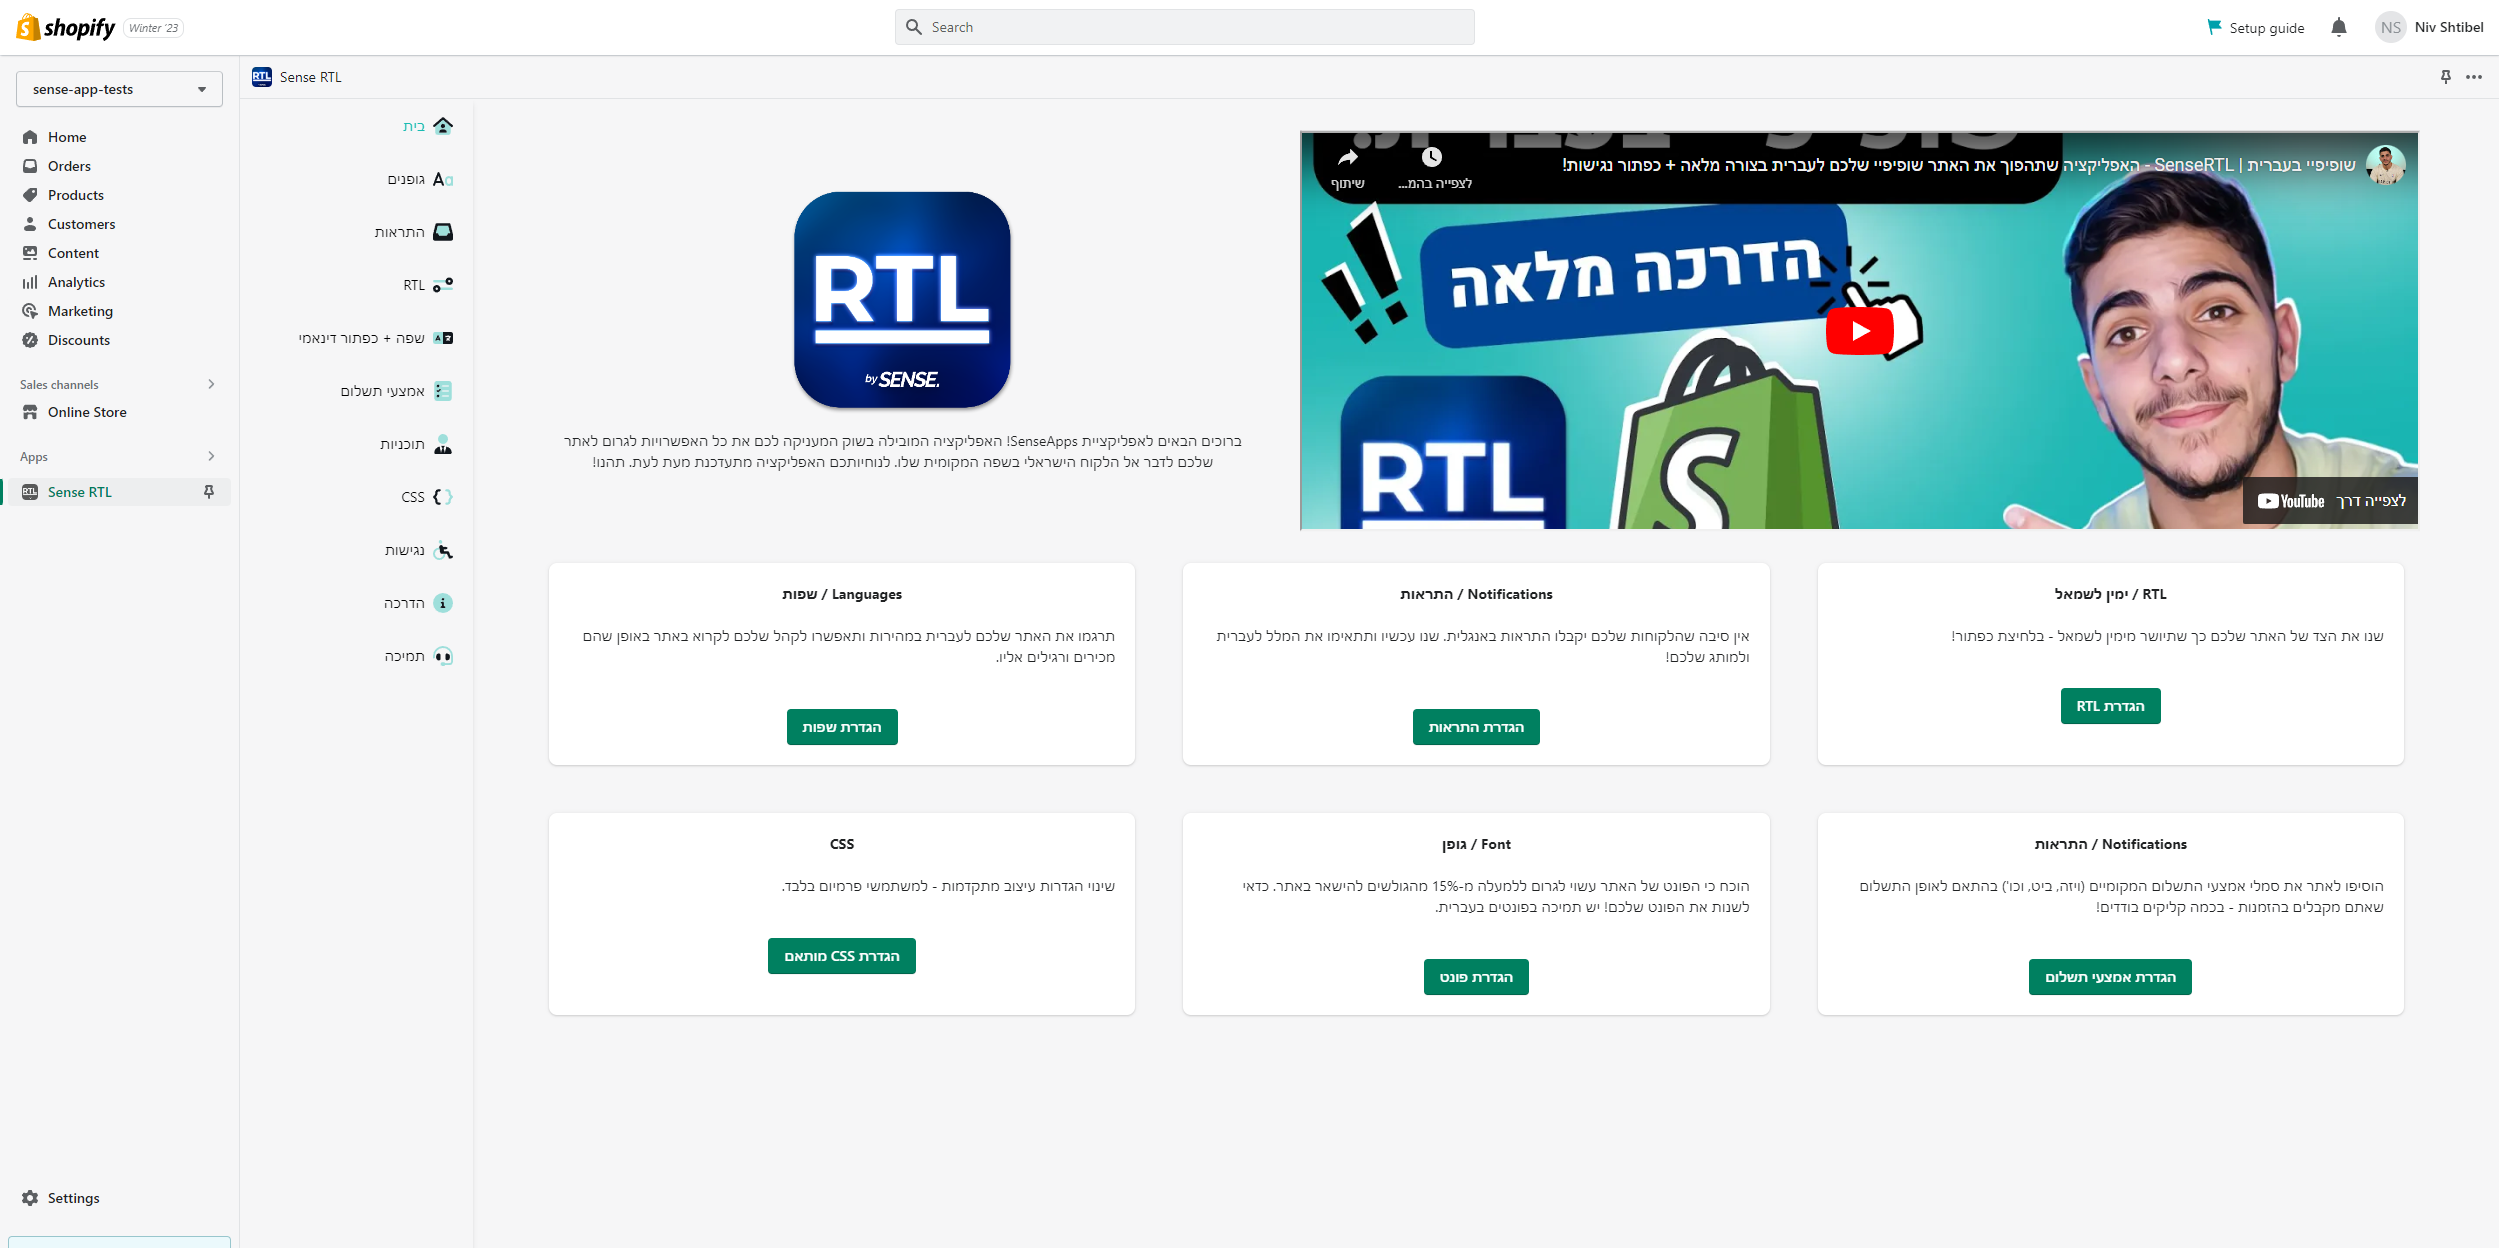 shopify
Winter '23
Search
Setup guide
NS
Niv Shtibel
sense-app-tests
Home
Orders
Products
Customers
Content
Analytics
Marketing
Discounts
Sales channels
Online Store
Apps
Sense RTL
Settings
Sense RTL
בית
גופנים
התראות
RTL
שפה + כפתור דינאמי
אמצעי תשלום
תוכניות
CSS
נגישות
הדרכה
תמיכה
RTL
by SENSE.
ברוכים הבאים לאפליקציית SenseApps! האפליקציה המובילה בשוק המעניקה לכם את כל האפשרויות לגרום לאתר
שלכם לדבר אל הלקוח הישראלי בשפה המקומית שלו. לנוחיותכם האפליקציה מתעדכנת מעת לעת. תהנו!
שופיפיי בעברית | SenseRTL - האפליקציה שתהפוך את האתר שופיפיי שלכם לעברית בצורה מלאה + כפתור נגישות!
לצפייה בהמ...
שיתוף
!!
הדרכה מלאה
RTL
S
לצפייה דרך YouTube
RTL / ימין לשמאל
שנו את הצד של האתר שלכם כך שתיושר מימין לשמאל - בלחיצת כפתור!
הגדרת RTL
Notifications / התראות
אין סיבה שהלקוחות שלכם יקבלו התראות באנגלית. שנו עכשיו ותתאימו את המלל לעברית
ולמותג שלכם!
הגדרת התראות
Languages / שפות
תרגמו את האתר שלכם לעברית במהירות ותאפשרו לקהל שלכם לקרוא באתר באופן שהם
מכירים ורגילים אליו.
הגדרת שפות
Notifications / התראות
הוסיפו לאתר את סמלי אמצעי התשלום המקומיים (ויזה, ביט, וכו') בהתאם לאופן התשלום
שאתם מקבלים בהזמנות - בכמה קליקים בודדים!
הגדרת אמצעי תשלום
Font / גופן
הוכח כי הפונט של האתר עשוי לגרום ללמעלה מ-15% מהגולשים להישאר באתר. כדאי
לשנות את הפונט שלכם! יש תמיכה בפונטים בעברית.
הגדרת פונט
CSS
שינוי הגדרות עיצוב מתקדמות - למשתמשי פרמיום בלבד.
הגדרת CSS מותאם